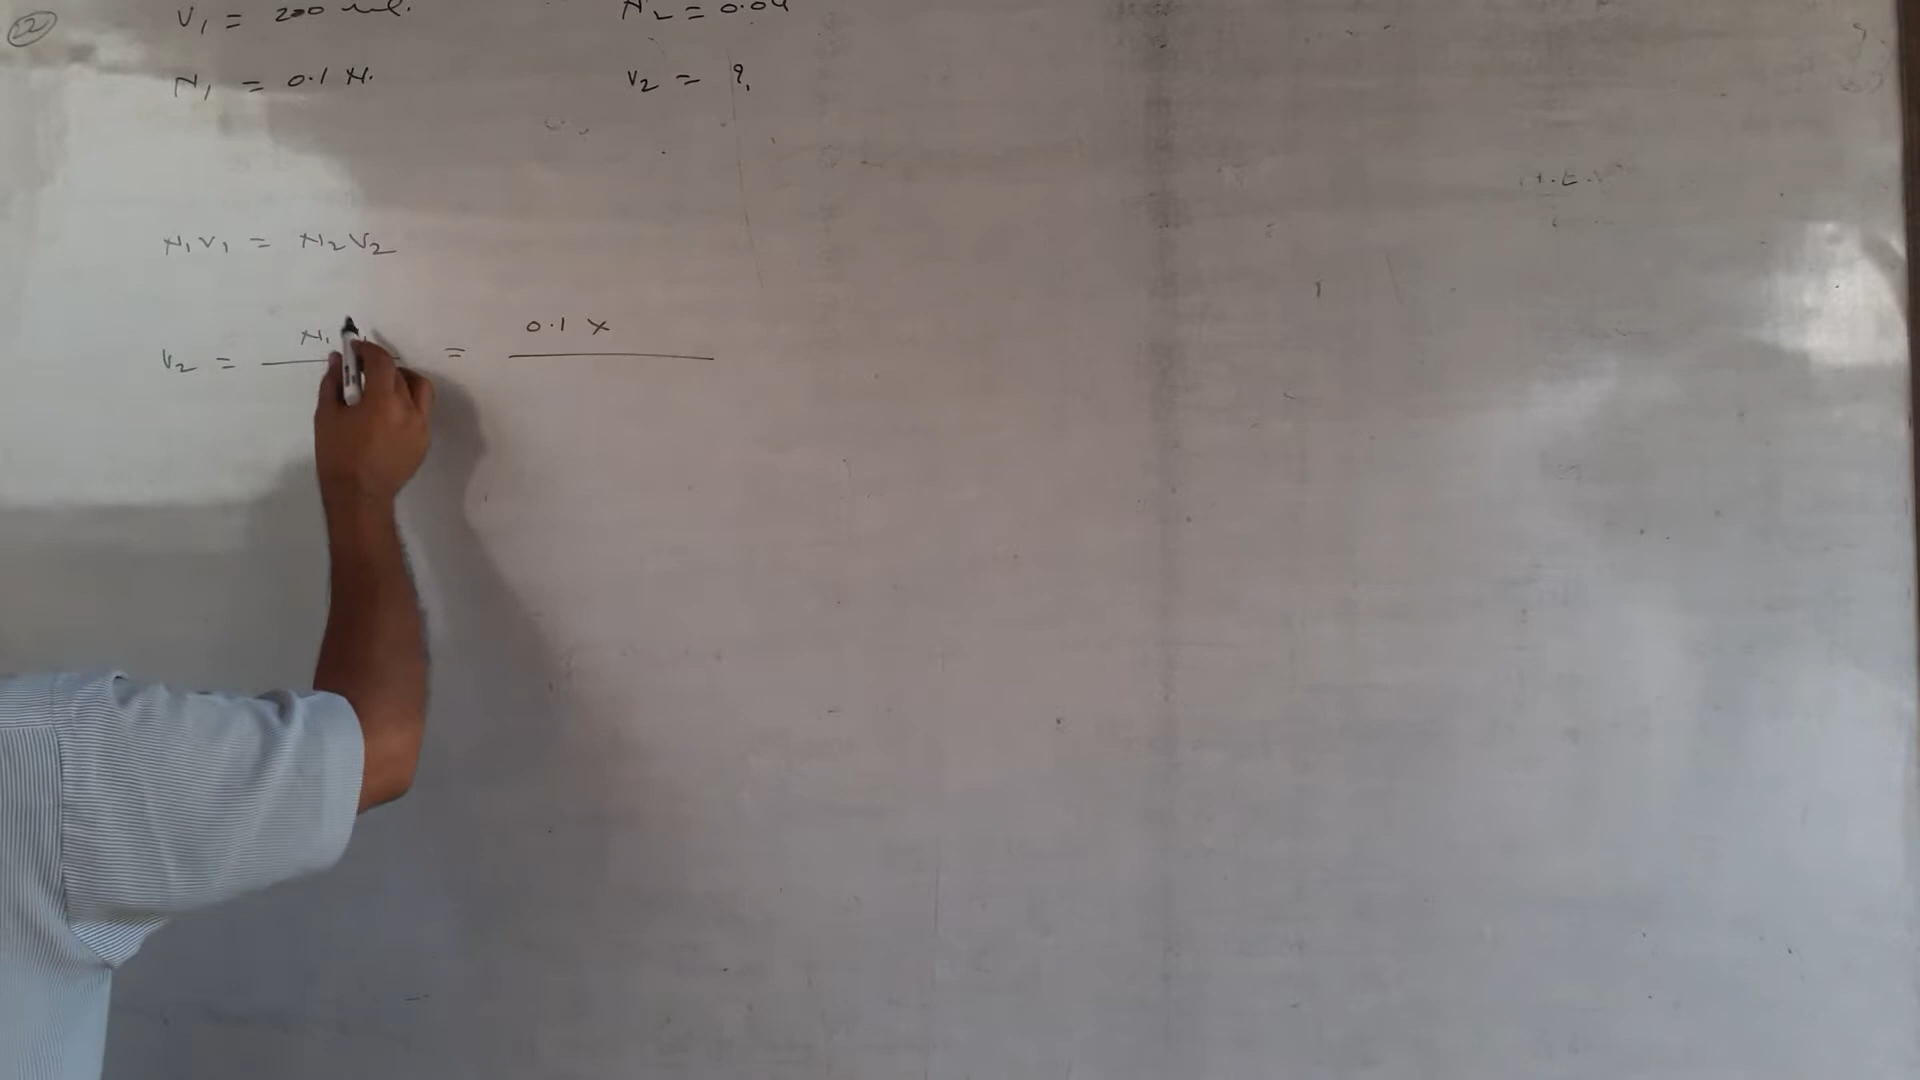 22
V₁ = 200 ml.
N₂ = 0.04
N₁ = 0.1 N.
V₂ = ?
N₁V₁ = N₂V₂
V₂ = N₁ = 0.1 ×